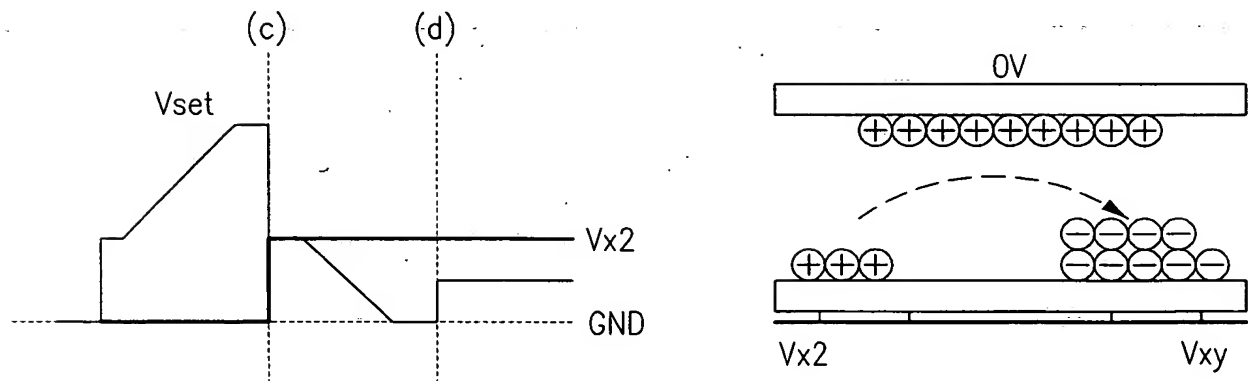 (c)
(d)
Vset
Vx2
GND
0V
+ + + + + + + + +
− − − −
+ + +
− − − − −
Vx2
Vxy